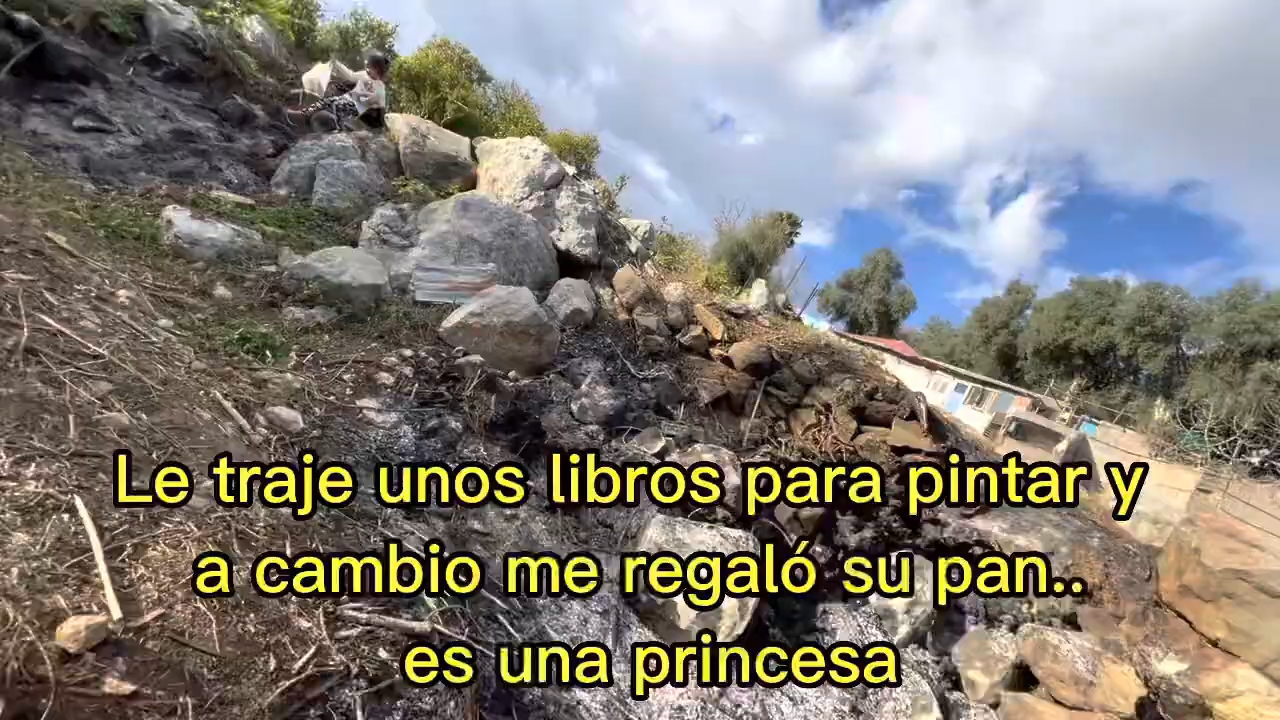 Le traje unos libros para pintar y
a cambio me regaló su pan..
es una princesa